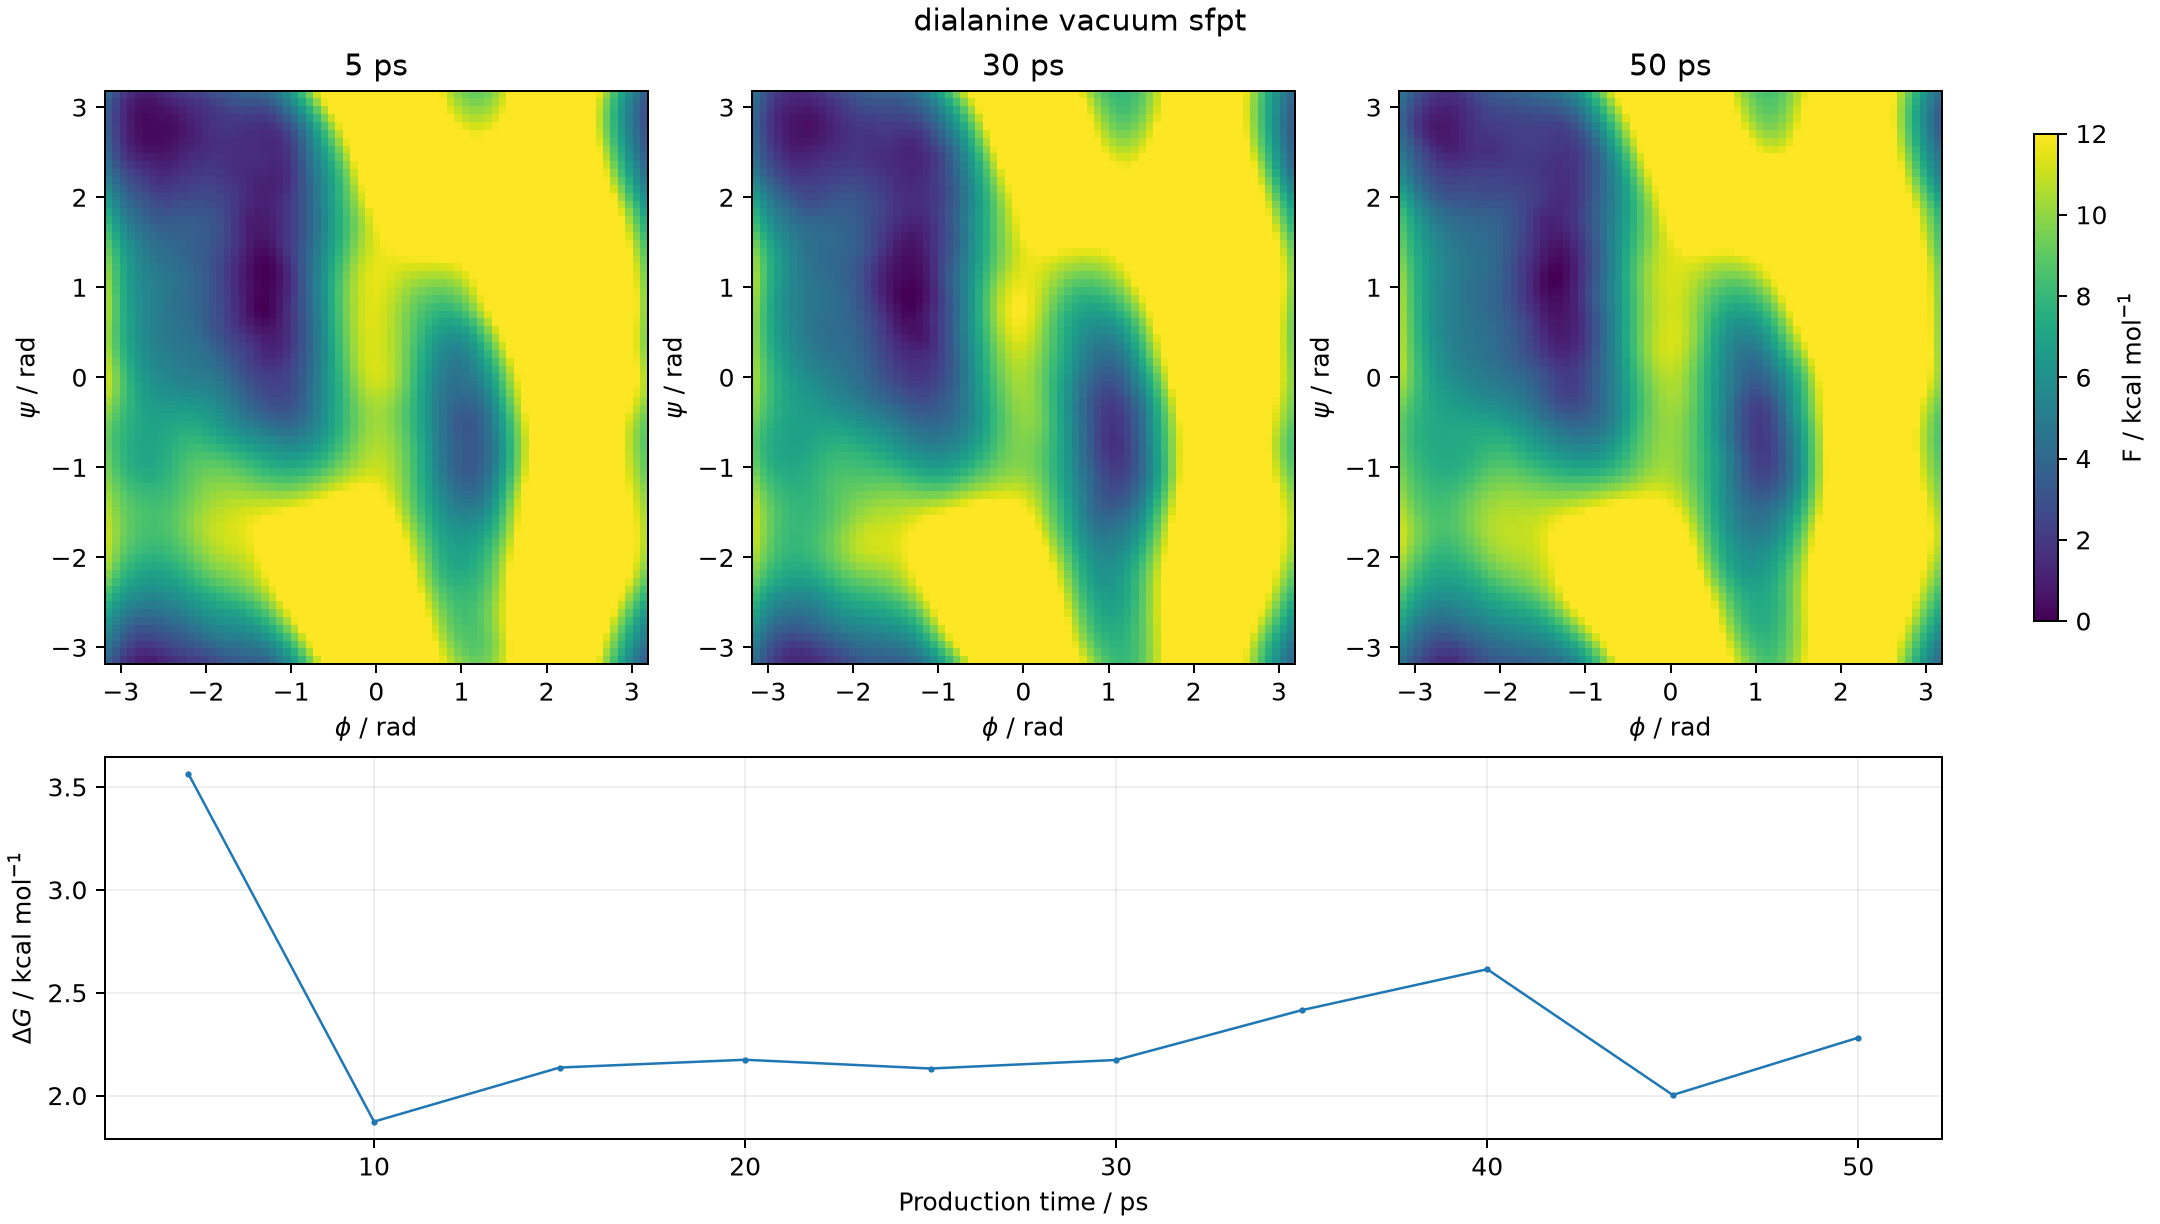 dialanine vacuum sfpt
5 ps
30 ps
50 ps
3
2
1
0
−1
−2
−3
ψ / rad
−3 −2 −1 0 1 2 3
ϕ / rad
3
2
1
0
−1
−2
−3
ψ / rad
−3 −2 −1 0 1 2 3
ϕ / rad
3
2
1
0
−1
−2
−3
ψ / rad
−3 −2 −1 0 1 2 3
ϕ / rad
12
10
8
6
4
2
0
F / kcal mol⁻¹
3.5
3.0
2.5
2.0
ΔG / kcal mol⁻¹
10 20 30 40 50
Production time / ps